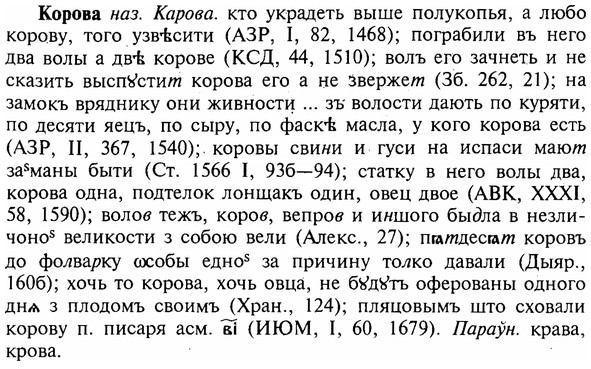 Корова наз. Карова. кто украдеть выше полукопья, а любо
корову, того узвѣсити (АЗР, I, 82, 1468); пограбили въ него
два волы а двѣ корове (КСД, 44, 1510); волъ его зачнеть и не
сказить выспꙋстит корова его а не звержет (Зб. 262, 21); на
замокъ вряднику они живности ... зъ волости дають по куряти,
по десяти яецъ, по сыру, по фаскѣ масла, у кого корова есть
(АЗР, II, 367, 1540); коровы свини и гуси на испаси мают
заѕманы быти (Ст. 1566 I, 93б—94); статку в него волы два,
корова одна, подтелок лонщакъ один, овец двое (АВК, XXXI,
58, 1590); волов тежъ, коров, вепров и иншого быдла в незли-
чоноѕ великости з собою вели (Алекс., 27); пѧтдесѧт коровъ
до фолварку ѡсобы едноѕ за причину толко давали (Дыяр.,
160б); хочь то корова, хочь овца, не бꙋдꙋтъ оферованы одного
днѧ з плодомъ своимъ (Хран., 124); пляцовымъ што сховали
корову п. писаря асм. в҃і (ИЮМ, I, 60, 1679). Параўн. крава,
крова.